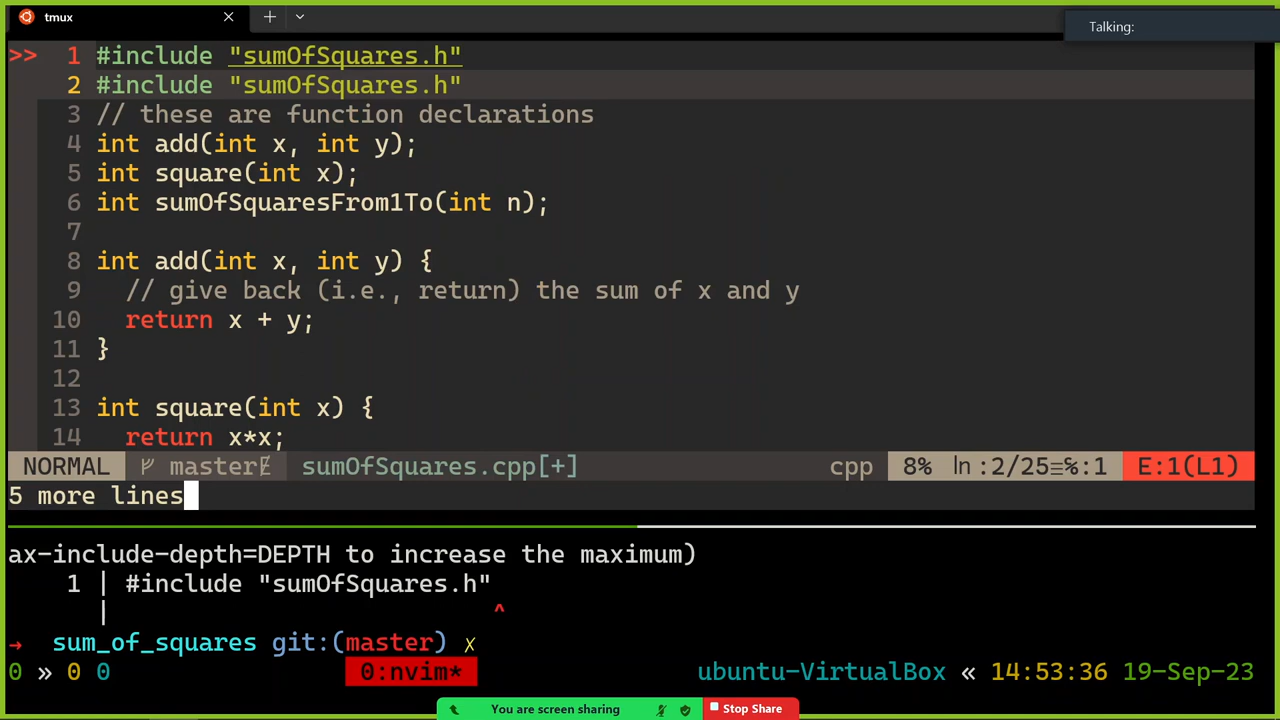 tmux
Talking:
>> 1 #include "sumOfSquares.h"
2 #include "sumOfSquares.h"
3 // these are function declarations
4 int add(int x, int y);
5 int square(int x);
6 int sumOfSquaresFrom1To(int n);
7
8 int add(int x, int y) {
9 // give back (i.e., return) the sum of x and y
10 return x + y;
11 }
12
13 int square(int x) {
14 return x*x;
NORMAL master sumOfSquares.cpp[+] cpp 8% ln :2/25≡%:1 E:1(L1)
5 more lines
ax-include-depth=DEPTH to increase the maximum)
1 | #include "sumOfSquares.h"
| ^
→ sum_of_squares git:(master) ✗
0 » 0 0 0:nvim* ubuntu-VirtualBox « 14:53:36 19-Sep-23
You are screen sharing Stop Share